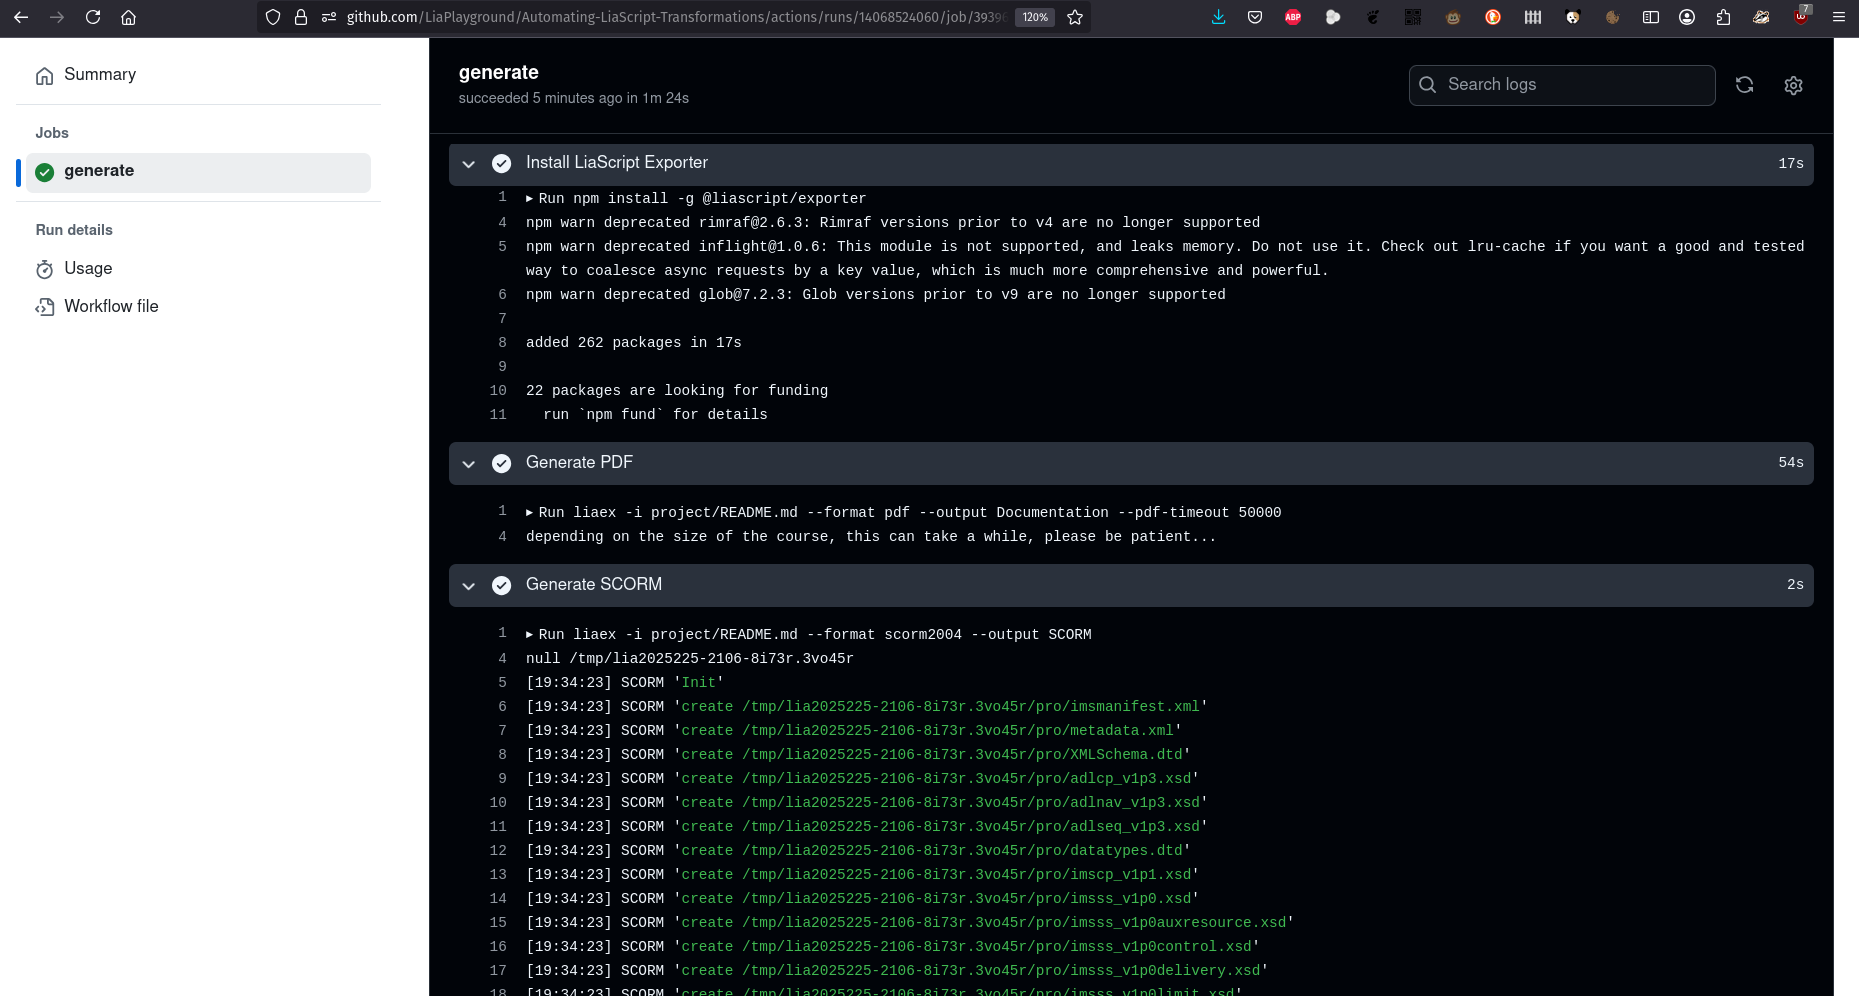 github.com/LiaPlayground/Automating-LiaScript-Transformations/actions/runs/14068524060/job/3939
120%
ABP
7
Summary
Jobs
generate
Run details
Usage
Workflow file
generate
succeeded 5 minutes ago in 1m 24s
Search logs
Install LiaScript Exporter 17s
1 Run npm install -g @liascript/exporter
4 npm warn deprecated rimraf@2.6.3: Rimraf versions prior to v4 are no longer supported
5 npm warn deprecated inflight@1.0.6: This module is not supported, and leaks memory. Do not use it. Check out lru-cache if you want a good and tested
way to coalesce async requests by a key value, which is much more comprehensive and powerful.
6 npm warn deprecated glob@7.2.3: Glob versions prior to v9 are no longer supported
7
8 added 262 packages in 17s
9
10 22 packages are looking for funding
11 run `npm fund` for details
Generate PDF 54s
1 Run liaex -i project/README.md --format pdf --output Documentation --pdf-timeout 50000
4 depending on the size of the course, this can take a while, please be patient...
Generate SCORM 2s
1 Run liaex -i project/README.md --format scorm2004 --output SCORM
4 null /tmp/lia2025225-2106-8i73r.3vo45r
5 [19:34:23] SCORM 'Init'
6 [19:34:23] SCORM 'create /tmp/lia2025225-2106-8i73r.3vo45r/pro/imsmanifest.xml'
7 [19:34:23] SCORM 'create /tmp/lia2025225-2106-8i73r.3vo45r/pro/metadata.xml'
8 [19:34:23] SCORM 'create /tmp/lia2025225-2106-8i73r.3vo45r/pro/XMLSchema.dtd'
9 [19:34:23] SCORM 'create /tmp/lia2025225-2106-8i73r.3vo45r/pro/adlcp_v1p3.xsd'
10 [19:34:23] SCORM 'create /tmp/lia2025225-2106-8i73r.3vo45r/pro/adlnav_v1p3.xsd'
11 [19:34:23] SCORM 'create /tmp/lia2025225-2106-8i73r.3vo45r/pro/adlseq_v1p3.xsd'
12 [19:34:23] SCORM 'create /tmp/lia2025225-2106-8i73r.3vo45r/pro/datatypes.dtd'
13 [19:34:23] SCORM 'create /tmp/lia2025225-2106-8i73r.3vo45r/pro/imscp_v1p1.xsd'
14 [19:34:23] SCORM 'create /tmp/lia2025225-2106-8i73r.3vo45r/pro/imsss_v1p0.xsd'
15 [19:34:23] SCORM 'create /tmp/lia2025225-2106-8i73r.3vo45r/pro/imsss_v1p0auxresource.xsd'
16 [19:34:23] SCORM 'create /tmp/lia2025225-2106-8i73r.3vo45r/pro/imsss_v1p0control.xsd'
17 [19:34:23] SCORM 'create /tmp/lia2025225-2106-8i73r.3vo45r/pro/imsss_v1p0delivery.xsd'
18 [19:34:23] SCORM 'create /tmp/lia2025225-2106-8i73r.3vo45r/pro/imsss_v1p0limit.xsd'